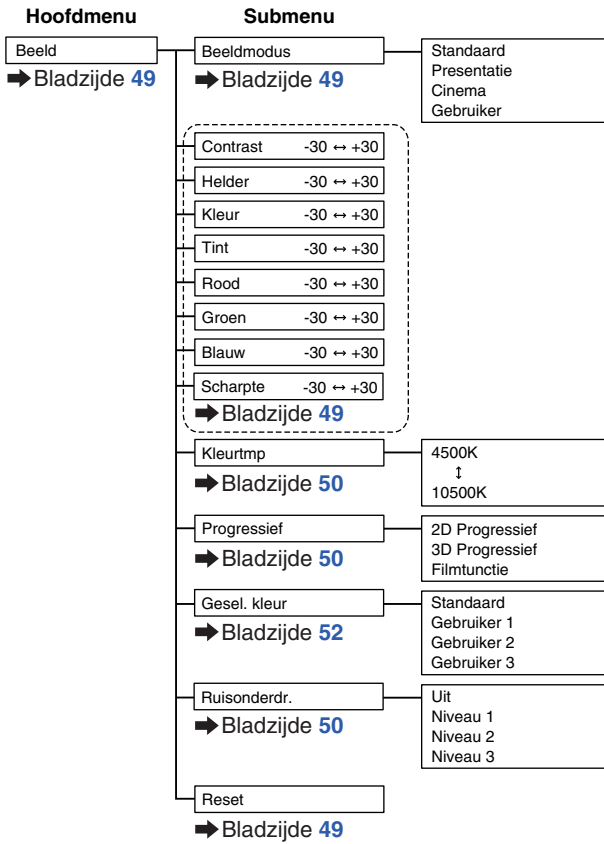 Hoofdmenu Submenu
Beeld
➡Bladzijde 49
Beeldmodus
➡Bladzijde 49
Standaard
Presentatie
Cinema
Gebruiker
Contrast -30 ↔ +30
Helder -30 ↔ +30
Kleur -30 ↔ +30
Tint -30 ↔ +30
Rood -30 ↔ +30
Groen -30 ↔ +30
Blauw -30 ↔ +30
Scharpte -30 ↔ +30
➡Bladzijde 49
Kleurtmp
➡Bladzijde 50
4500K
↕
10500K
Progressief
➡Bladzijde 50
2D Progressief
3D Progressief
Filmtunctie
Gesel. kleur
➡Bladzijde 52
Standaard
Gebruiker 1
Gebruiker 2
Gebruiker 3
Ruisonderdr.
➡Bladzijde 50
Uit
Niveau 1
Niveau 2
Niveau 3
Reset
➡Bladzijde 49